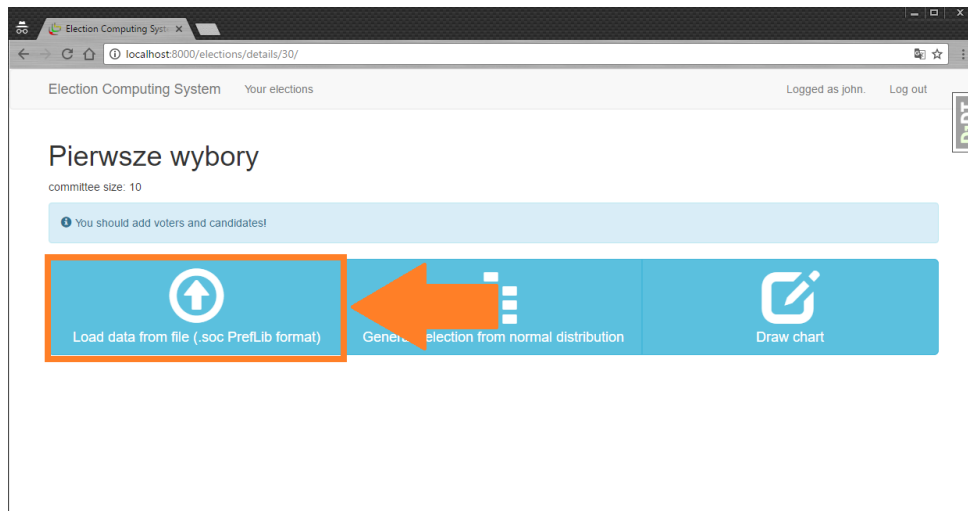 Election Computing Syst
localhost:8000/elections/details/30/
Election Computing System Your elections Logged as john. Log out
Pierwsze wybory
committee size: 10
You should add voters and candidates!
Load data from file (.soc PrefLib format) election from normal distribution Draw chart